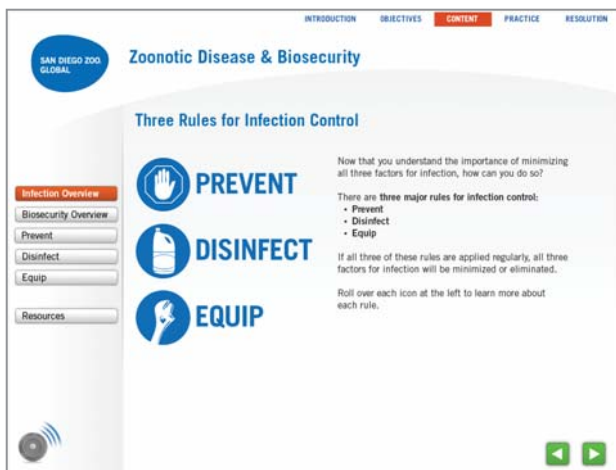 INTRODUCTION OBJECTIVES CONTENT PRACTICE RESOLUTION
SAN DIEGO ZOO
GLOBAL
Zoonotic Disease & Biosecurity
Three Rules for Infection Control
Infection Overview
Biosecurity Overview
Prevent
Disinfect
Equip
Resources
PREVENT
DISINFECT
EQUIP
Now that you understand the importance of minimizing
all three factors for infection, how can you do so?
There are three major rules for infection control:
• Prevent
• Disinfect
• Equip
If all three of these rules are applied regularly, all three
factors for infection will be minimized or eliminated.
Roll over each icon at the left to learn more about
each rule.